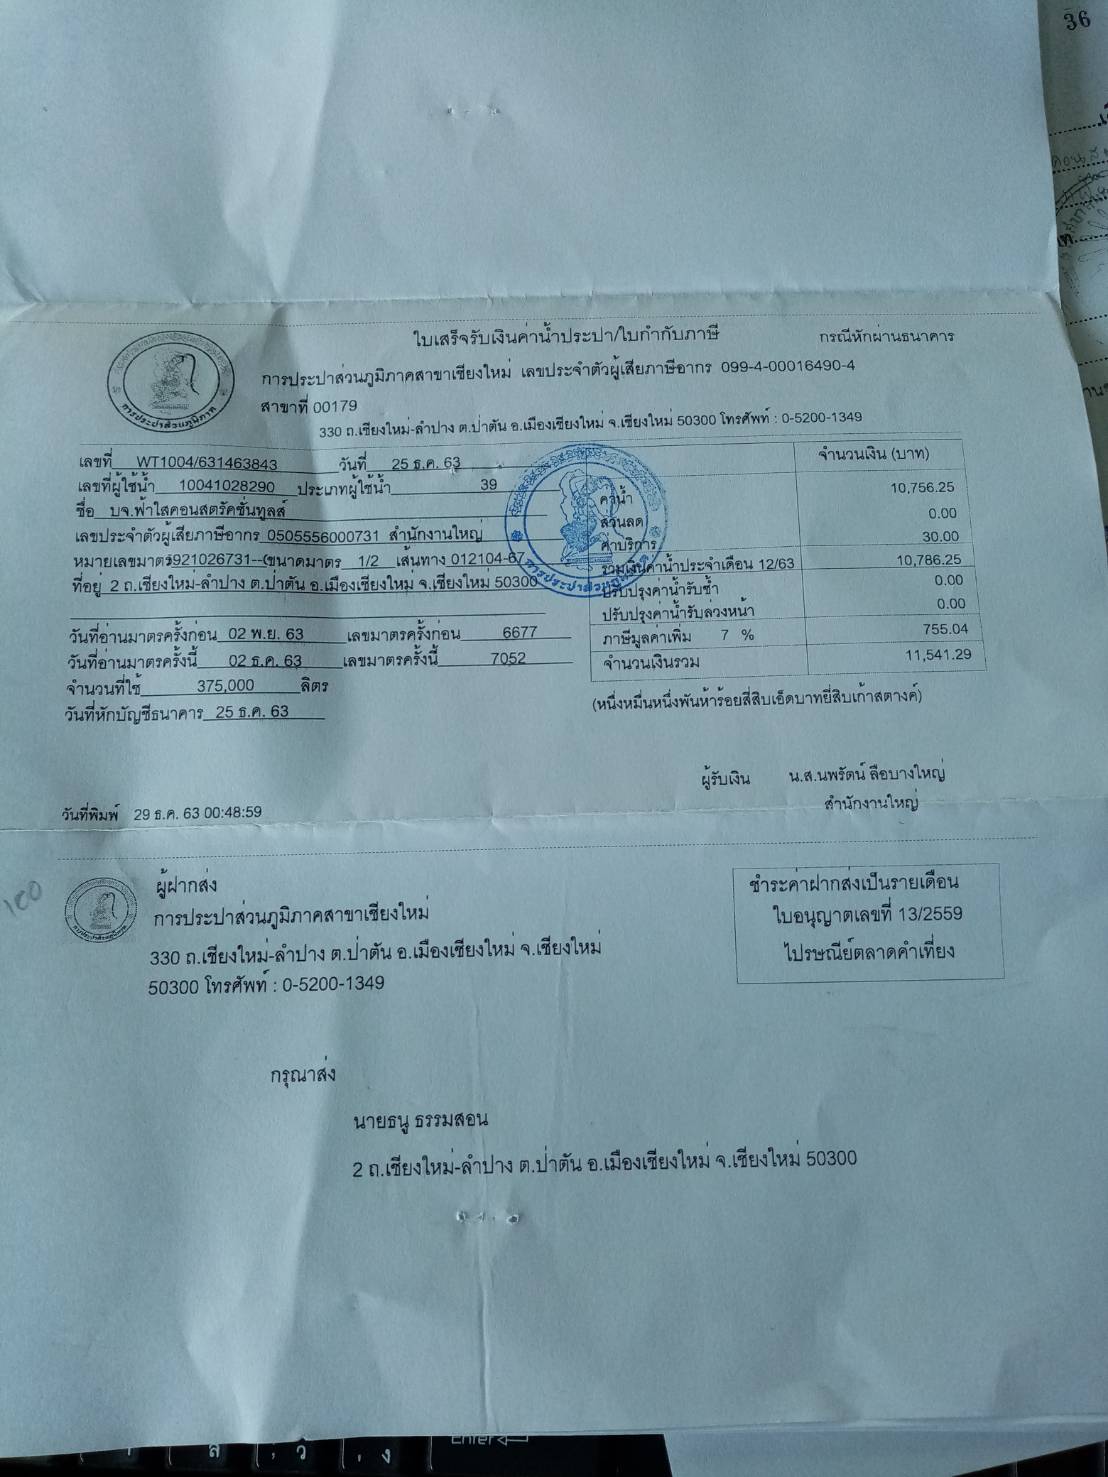 36
ใบเสร็จรับเงินค่าน้ำประปา/ใบกำกับภาษี
กรณีหักผ่านธนาคาร
การประปาส่วนภูมิภาคสาขาเชียงใหม่ เลขประจำตัวผู้เสียภาษีอากร 099-4-00016490-4
สาขาที่ 00179
330 ถ.เชียงใหม่-ลำปาง ต.ป่าตัน อ.เมืองเชียงใหม่ จ.เชียงใหม่ 50300 โทรศัพท์ : 0-5200-1349
การประปาส่วนภูมิภาค
เลขที่ WT1004/631463843 วันที่ 25 ธ.ค. 63
เลขที่ผู้ใช้น้ำ 10041028290 ประเภทผู้ใช้น้ำ 39
ชื่อ บจ.ฟ้าใสคอนสตรัคชั่นทูลส์
เลขประจำตัวผู้เสียภาษีอากร 0505556000731 สำนักงานใหญ่
หมายเลขมาตร 5921026731--(ขนาดมาตร 1/2 เส้นทาง 012104-67
ที่อยู่ 2 ถ.เชียงใหม่-ลำปาง ต.ป่าตัน อ.เมืองเชียงใหม่ จ.เชียงใหม่ 50300
วันที่อ่านมาตรครั้งก่อน 02 พ.ย. 63 เลขมาตรครั้งก่อน 6677
วันที่อ่านมาตรครั้งนี้ 02 ธ.ค. 63 เลขมาตรครั้งนี้ 7052
จำนวนที่ใช้ 375,000 ลิตร
วันที่หักบัญชีธนาคาร 25 ธ.ค. 63
จำนวนเงิน (บาท)
ค่าน้ำ 10,756.25
ส่วนลด 0.00
ค่าบริการ 30.00
รวมเงินค่าน้ำประจำเดือน 12/63 10,786.25
ปรับปรุงค่าน้ำรับซ้ำ 0.00
ปรับปรุงค่าน้ำรับล่วงหน้า 0.00
ภาษีมูลค่าเพิ่ม 7 % 755.04
จำนวนเงินรวม 11,541.29
(หนึ่งหมื่นหนึ่งพันห้าร้อยสี่สิบเอ็ดบาทยี่สิบเก้าสตางค์)
ผู้รับเงิน น.ส.นพรัตน์ ลือบางใหญ่
สำนักงานใหญ่
วันที่พิมพ์ 29 ธ.ค. 63 00:48:59
100
ผู้ฝากส่ง
การประปาส่วนภูมิภาคสาขาเชียงใหม่
330 ถ.เชียงใหม่-ลำปาง ต.ป่าตัน อ.เมืองเชียงใหม่ จ.เชียงใหม่
50300 โทรศัพท์ : 0-5200-1349
ชำระค่าฝากส่งเป็นรายเดือน
ใบอนุญาตเลขที่ 13/2559
ไปรษณีย์ตลาดคำเที่ยง
กรุณาส่ง
นายธนู ธรรมสอน
2 ถ.เชียงใหม่-ลำปาง ต.ป่าตัน อ.เมืองเชียงใหม่ จ.เชียงใหม่ 50300
Enter
ส ว ง